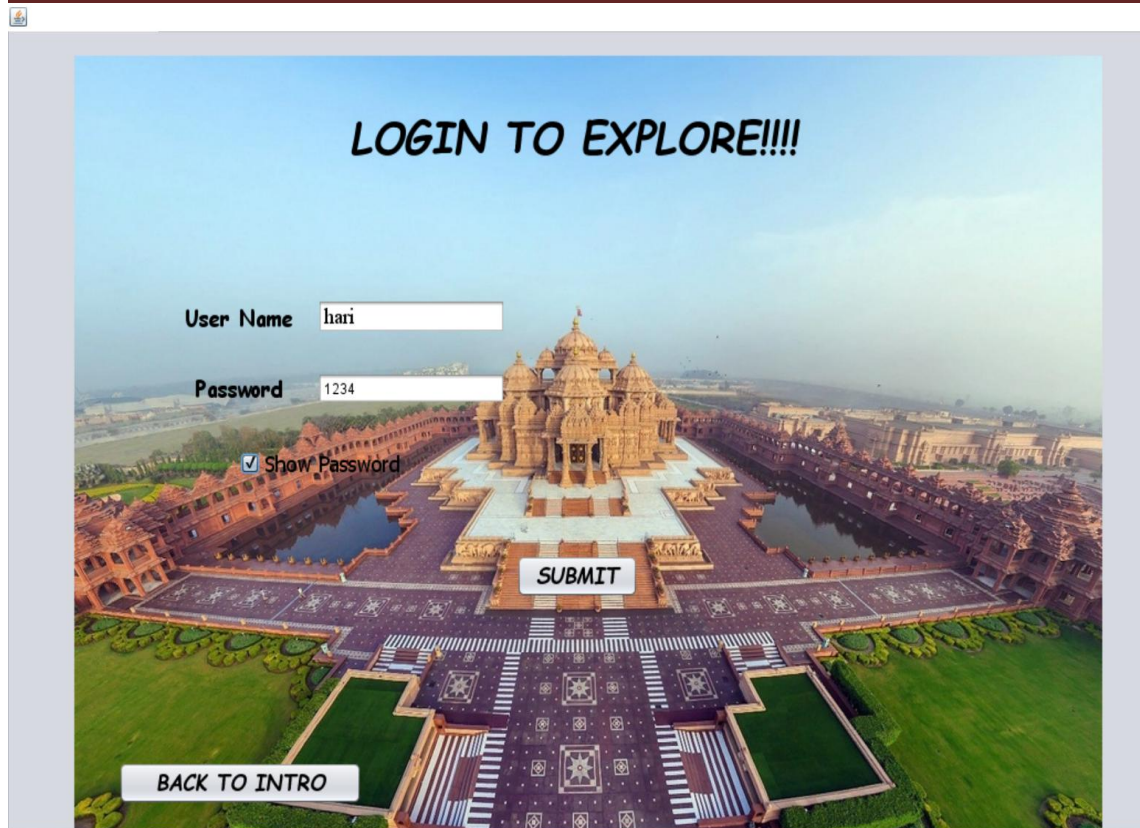 LOGIN TO EXPLORE!!!!
User Name hari
Password 1234
Show Password
SUBMIT
BACK TO INTRO